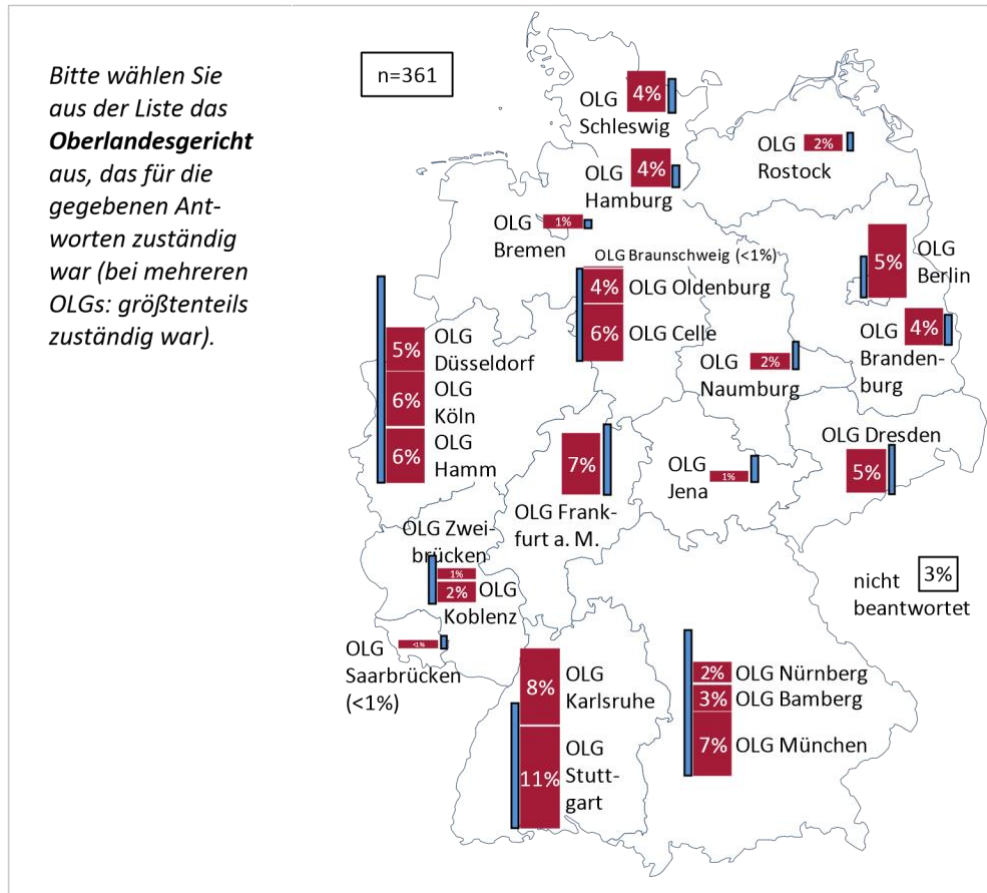 Bitte wählen Sie
aus der Liste das
Oberlandesgericht
aus, das für die
gegebenen Ant-
worten zuständig
war (bei mehreren
OLGs: größtenteils
zuständig war).
n=361
OLG
Schleswig
4%
OLG
Rostock
2%
OLG
Hamburg
4%
OLG
Bremen
1%
OLG Braunschweig (<1%)
4% OLG Oldenburg
6% OLG Celle
5% OLG
Berlin
OLG
Branden-
burg
4%
OLG
Naumburg
2%
5% OLG
Düsseldorf
6% OLG
Köln
6% OLG
Hamm
7%
OLG Frank-
furt a. M.
OLG
Jena
1%
OLG Dresden
5%
OLG Zwei-
brücken
1%
2% OLG
Koblenz
nicht
beantwortet
3%
OLG
Saarbrücken
(<1%)
<1%
8% OLG
Karlsruhe
11% OLG
Stutt-
gart
2% OLG Nürnberg
3% OLG Bamberg
7% OLG München